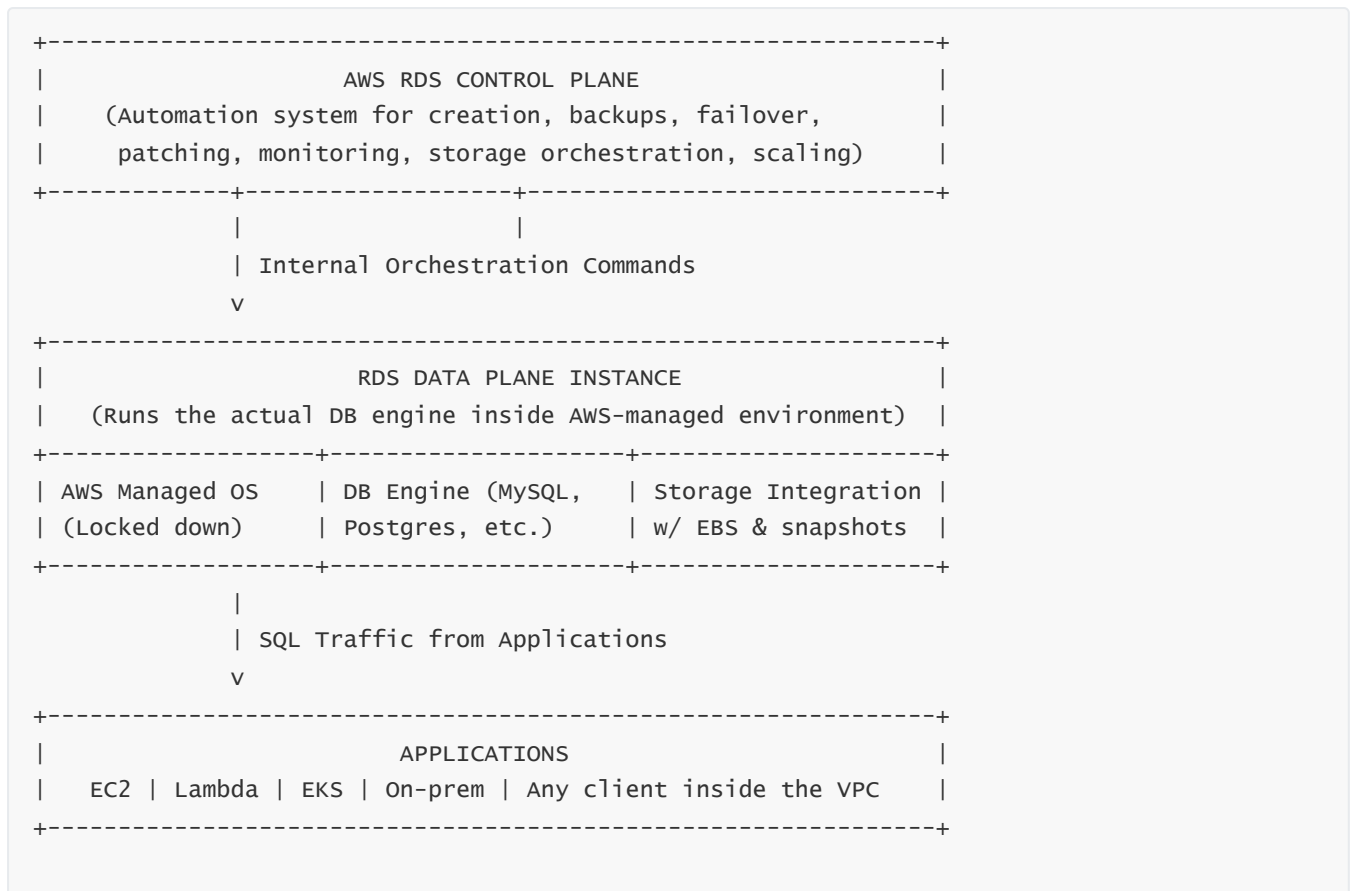 +---------------------------------------------------------------+
|                     AWS RDS CONTROL PLANE                     |
|    (Automation system for creation, backups, failover,        |
|     patching, monitoring, storage orchestration, scaling)     |
+-------------+-------------------+-----------------------------+
              |                   |
              | Internal Orchestration Commands
              v
+---------------------------------------------------------------+
|                      RDS DATA PLANE INSTANCE                  |
|   (Runs the actual DB engine inside AWS-managed environment)  |
+-------------------+---------------------+---------------------+
| AWS Managed OS    | DB Engine (MySQL,   | Storage Integration |
| (Locked down)     | Postgres, etc.)     | w/ EBS & snapshots  |
+-------------------+---------------------+---------------------+
              |
              | SQL Traffic from Applications
              v
+---------------------------------------------------------------+
|                         APPLICATIONS                          |
|   EC2 | Lambda | EKS | On-prem | Any client inside the VPC    |
+---------------------------------------------------------------+